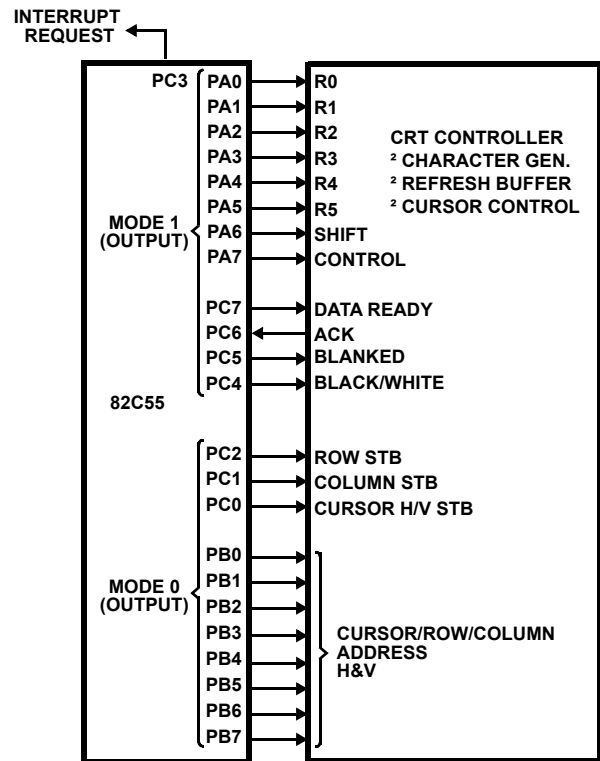 INTERRUPT
REQUEST
PC3 PA0 R0
PA1 R1
PA2 R2
PA3 R3
PA4 R4
PA5 R5
PA6 SHIFT
PA7 CONTROL
CRT CONTROLLER
² CHARACTER GEN.
² REFRESH BUFFER
² CURSOR CONTROL
MODE 1
(OUTPUT)
PC7 DATA READY
PC6 ACK
PC5 BLANKED
PC4 BLACK/WHITE
82C55
PC2 ROW STB
PC1 COLUMN STB
PC0 CURSOR H/V STB
MODE 0
(OUTPUT)
PB0
PB1
PB2
PB3
PB4
PB5
PB6
PB7
CURSOR/ROW/COLUMN
ADDRESS
H&V